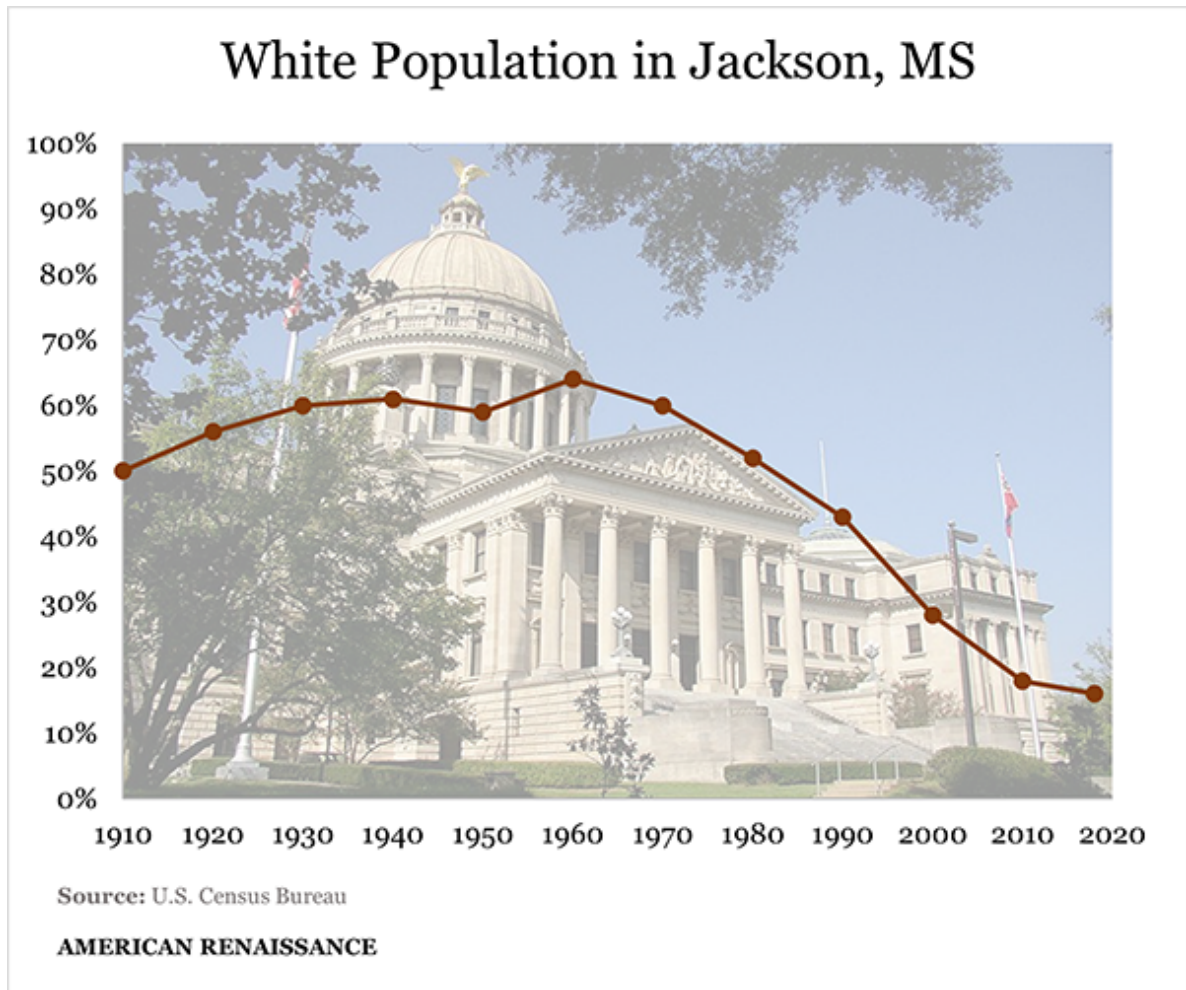 White Population in Jackson, MS
100%
90%
80%
70%
60%
50%
40%
30%
20%
10%
0%
1910 1920 1930 1940 1950 1960 1970 1980 1990 2000 2010 2020
Source: U.S. Census Bureau
AMERICAN RENAISSANCE